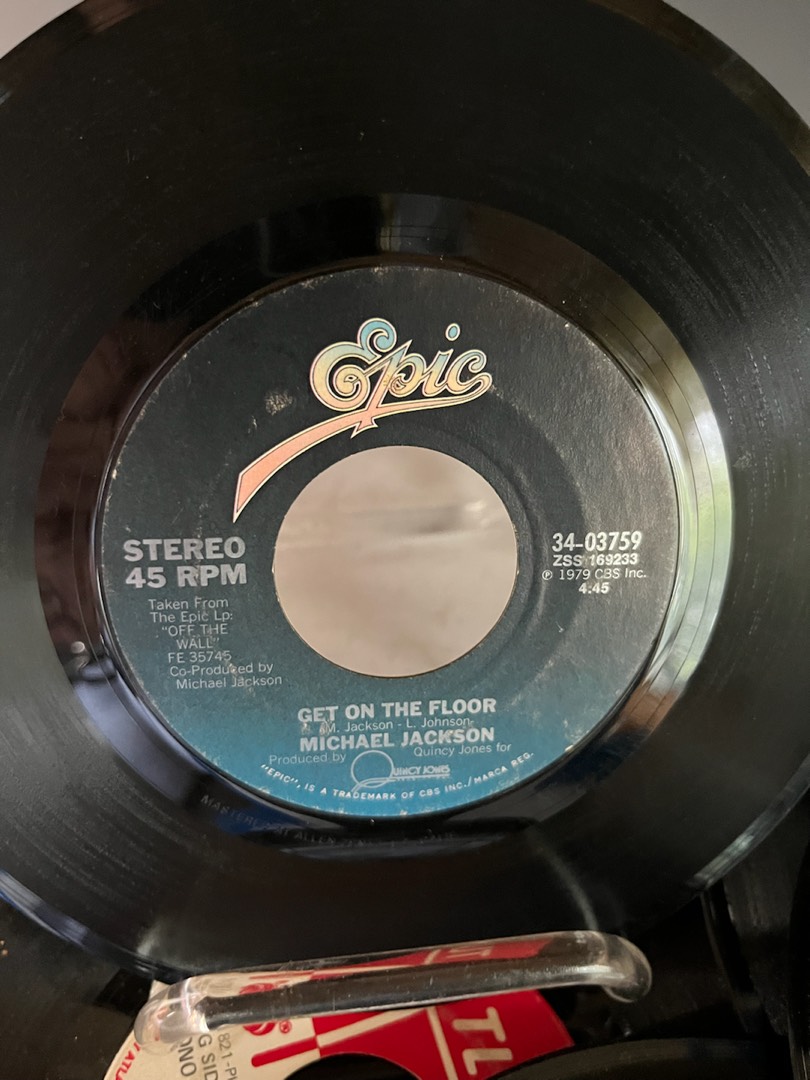 Epic
STEREO
45 RPM
Taken From
The Epic Lp:
"OFF THE
WALL"
FE 35745
Co-Produced by
Michael Jackson
34-03759
ZSS 169233
℗ 1979 CBS Inc.
4:45
GET ON THE FLOOR
M. Jackson - L. Johnson
MICHAEL JACKSON
Produced by Quincy Jones for
QUINCY JONES
"EPIC", IS A TRADEMARK OF CBS INC./MARCA REG.
TL